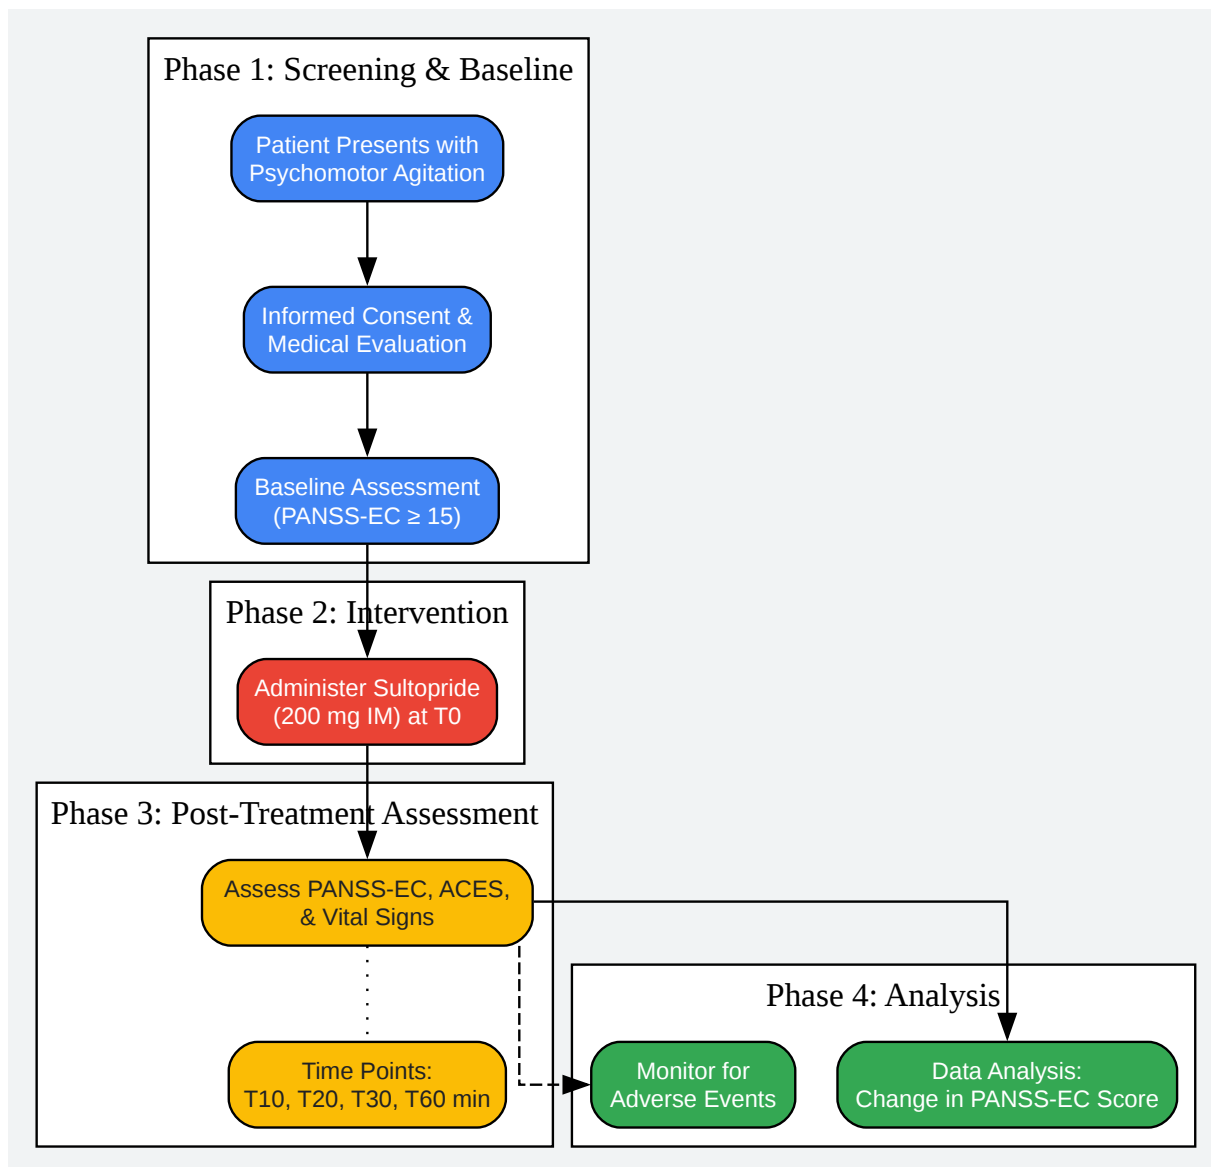 Phase 1: Screening & Baseline
Patient Presents with
Psychomotor Agitation
Informed Consent &
Medical Evaluation
Baseline Assessment
(PANSS-EC ≥ 15)
Phase 2: Intervention
Administer Sultopride
(200 mg IM) at T0
Phase 3: Post-Treatment Assessment
Assess PANSS-EC, ACES,
& Vital Signs
Time Points:
T10, T20, T30, T60 min
Phase 4: Analysis
Monitor for
Adverse Events
Data Analysis:
Change in PANSS-EC Score